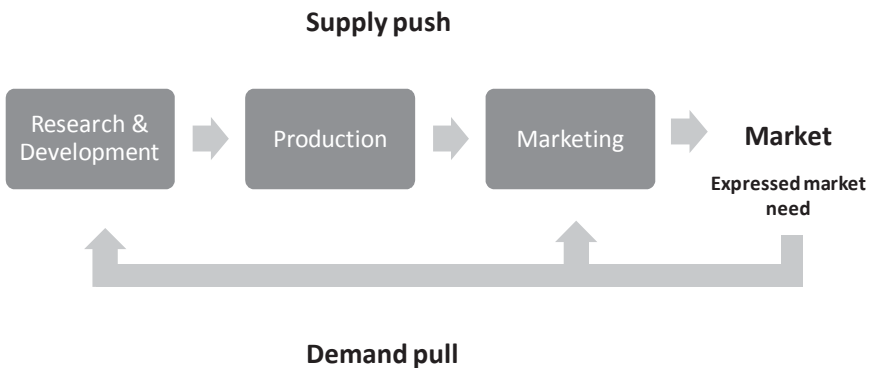 Supply push
Research &
Development
Production
Marketing
Market
Expressed market
need
Demand pull